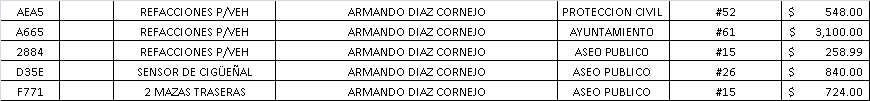 AEA5 REFACCIONES P/VEH ARMANDO DIAZ CORNEJO PROTECCION CIVIL #52 $ 548.00
A665 REFACCIONES P/VEH ARMANDO DIAZ CORNEJO AYUNTAMIENTO #61 $ 3,100.00
2884 REFACCIONES P/VEH ARMANDO DIAZ CORNEJO ASEO PUBLICO #15 $ 258.99
D35E SENSOR DE CIGÜEÑAL ARMANDO DIAZ CORNEJO ASEO PUBLICO #26 $ 840.00
F771 2 MAZAS TRASERAS ARMANDO DIAZ CORNEJO ASEO PUBLICO #15 $ 724.00